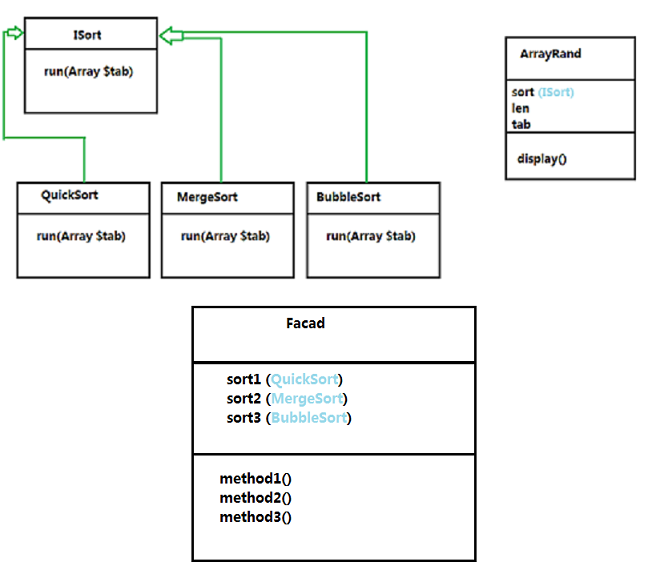 ISort
run(Array $tab)
ArrayRand
sort (ISort)
len
tab
display()
QuickSort
run(Array $tab)
MergeSort
run(Array $tab)
BubbleSort
run(Array $tab)
Facad
sort1 (QuickSort)
sort2 (MergeSort)
sort3 (BubbleSort)
method1()
method2()
method3()